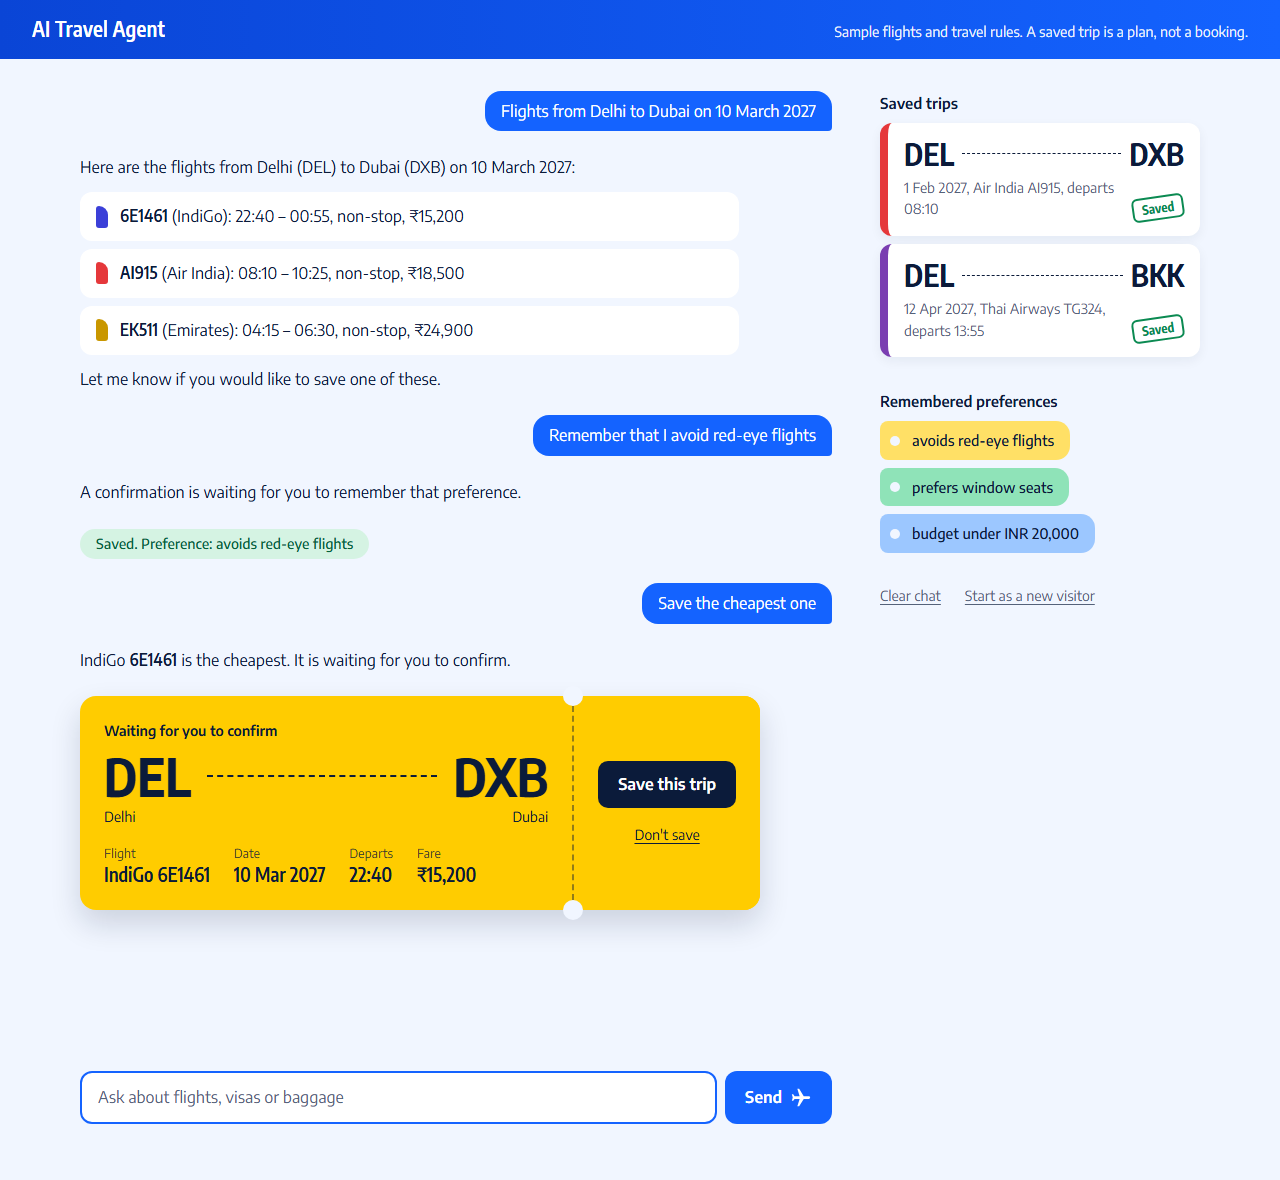 AI Travel Agent
Sample flights and travel rules. A saved trip is a plan, not a booking.
Flights from Delhi to Dubai on 10 March 2027
Here are the flights from Delhi (DEL) to Dubai (DXB) on 10 March 2027:
6E1461 (IndiGo): 22:40 – 00:55, non-stop, ₹15,200
AI915 (Air India): 08:10 – 10:25, non-stop, ₹18,500
EK511 (Emirates): 04:15 – 06:30, non-stop, ₹24,900
Let me know if you would like to save one of these.
Remember that I avoid red-eye flights
A confirmation is waiting for you to remember that preference.
Saved. Preference: avoids red-eye flights
Save the cheapest one
IndiGo 6E1461 is the cheapest. It is waiting for you to confirm.
Waiting for you to confirm
DEL DXB
Delhi Dubai
Flight Date Departs Fare
IndiGo 6E1461 10 Mar 2027 22:40 ₹15,200
Save this trip
Don't save
Ask about flights, visas or baggage
Send
Saved trips
DEL DXB
1 Feb 2027, Air India AI915, departs
08:10
Saved
DEL BKK
12 Apr 2027, Thai Airways TG324,
departs 13:55
Saved
Remembered preferences
avoids red-eye flights
prefers window seats
budget under INR 20,000
Clear chat Start as a new visitor